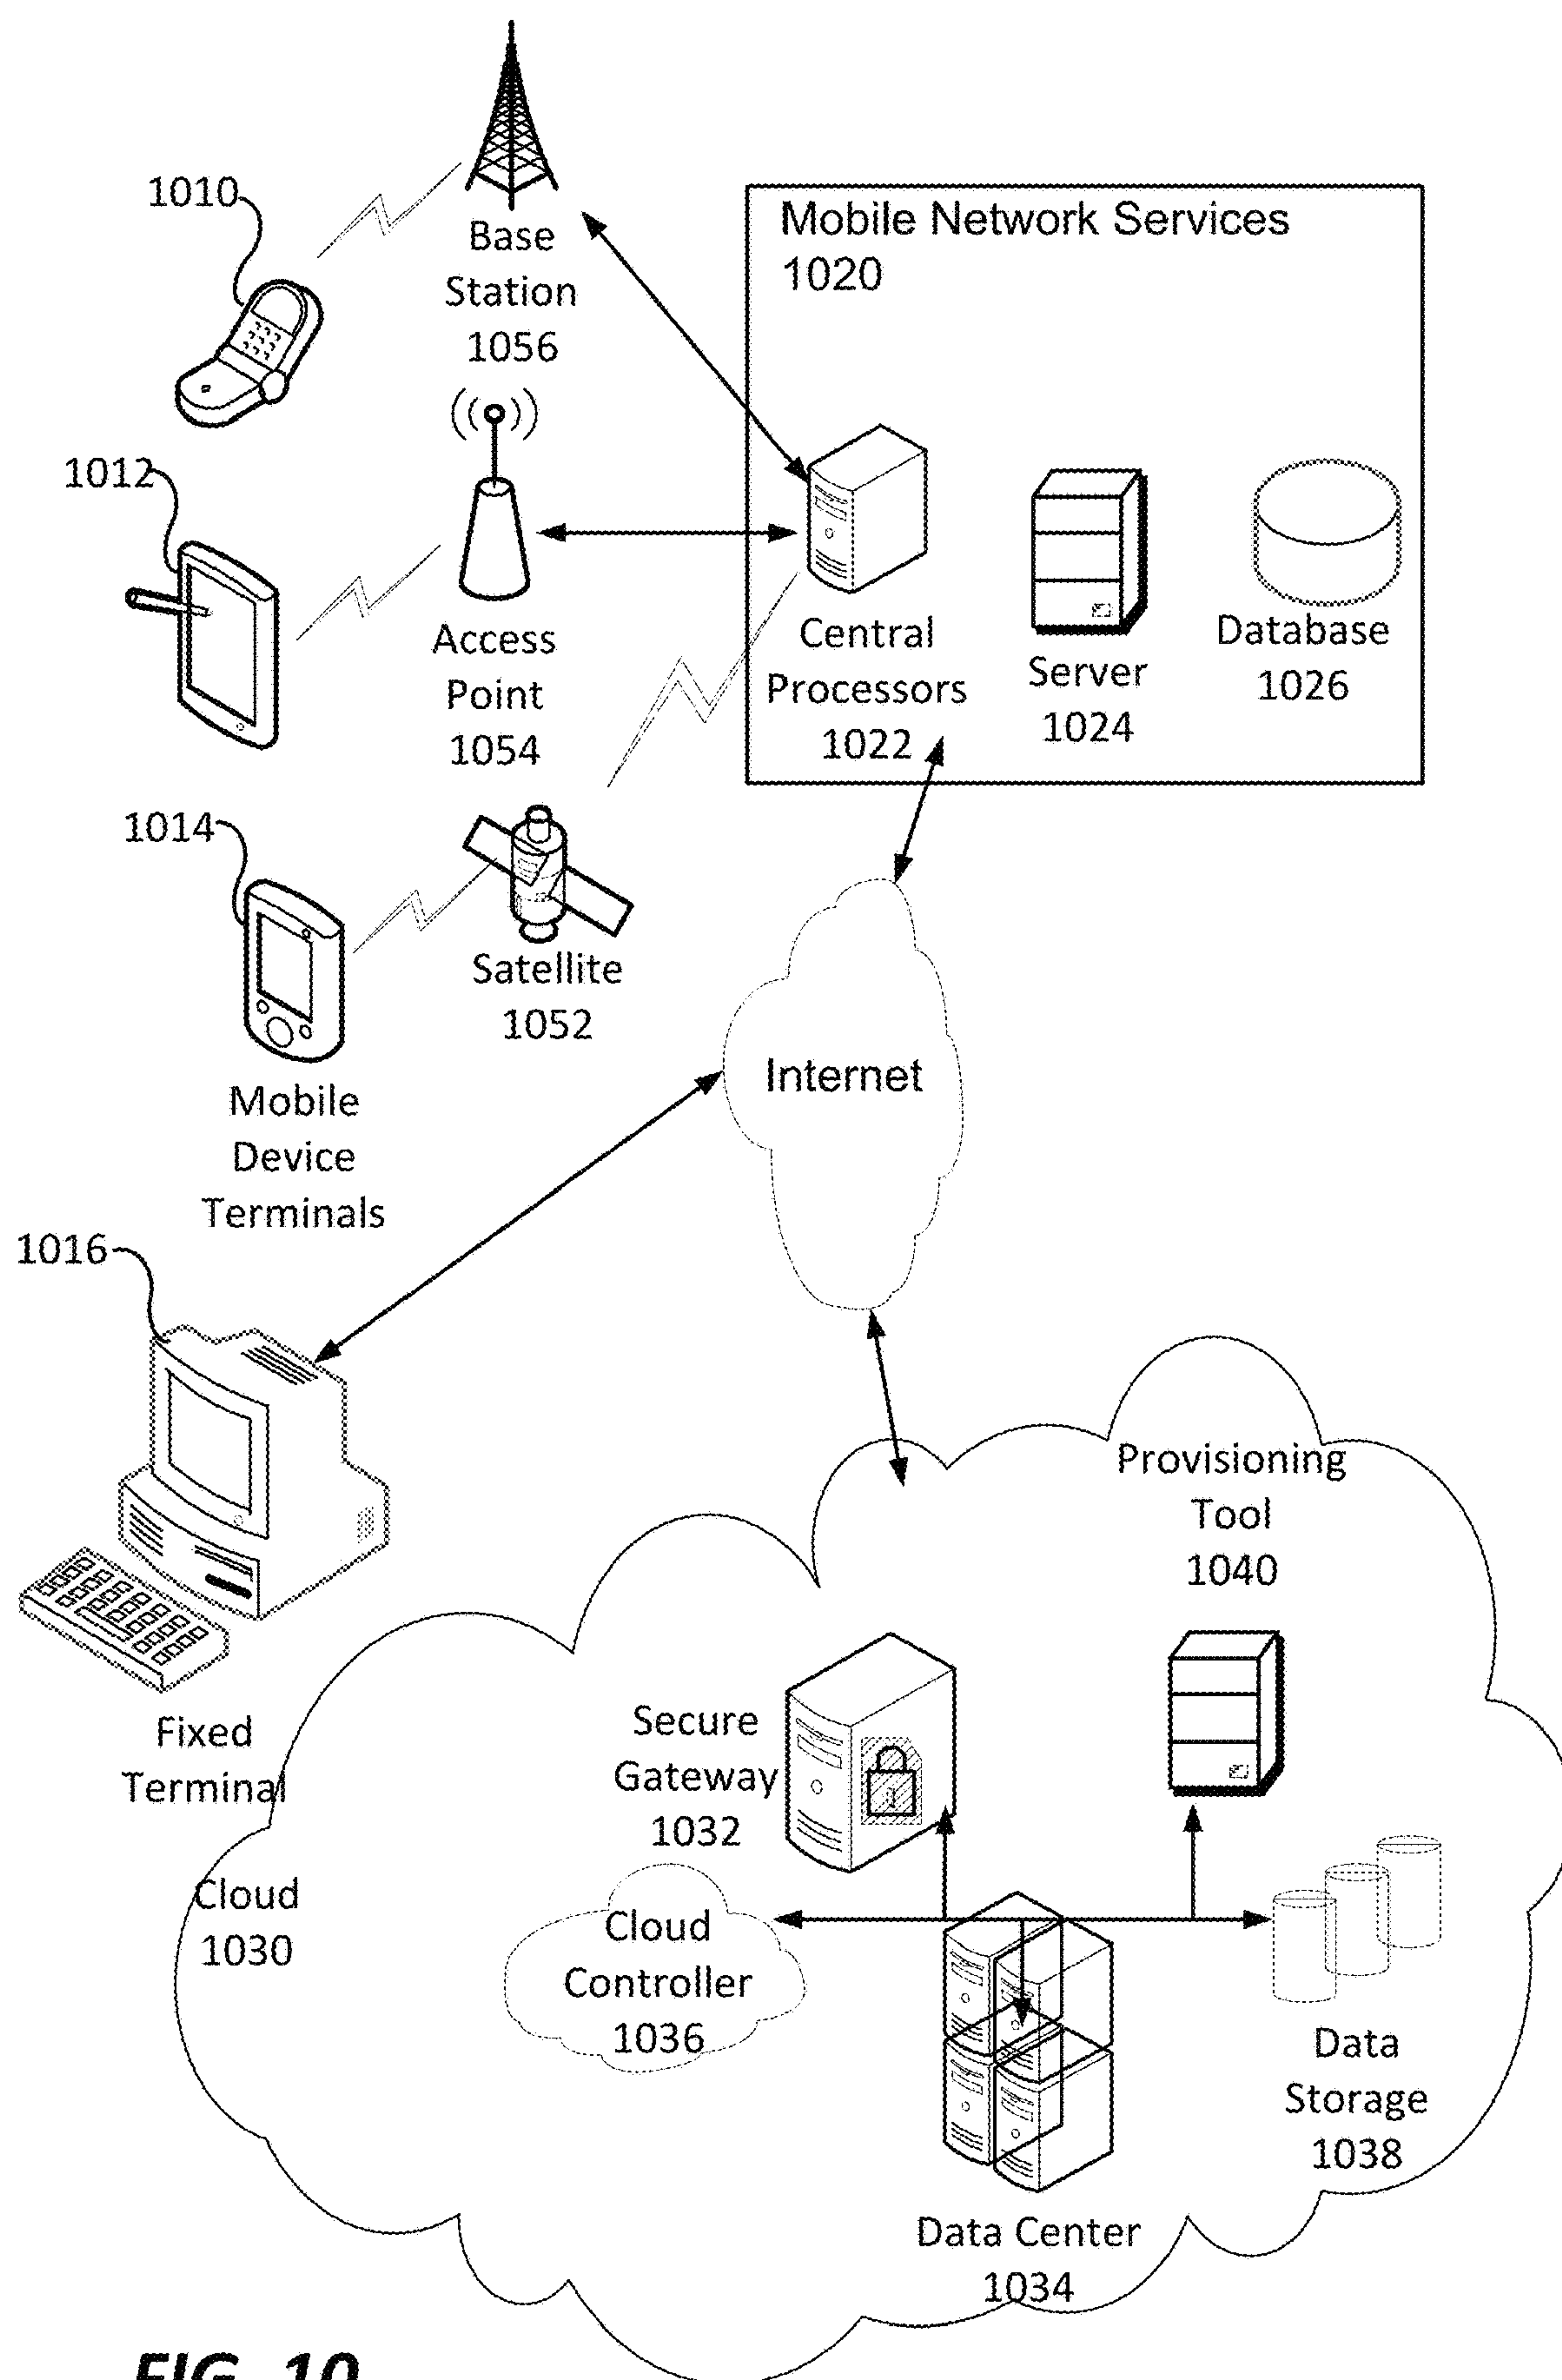 1010
Base
Station
1056
Mobile Network Services
1020
1012
Access
Point
1054
Central
Processors
1022
Server
1024
Database
1026
1014
Satellite
1052
Mobile
Device
Terminals
Internet
1016
Fixed
Terminal
Provisioning
Tool
1040
Secure
Gateway
1032
Cloud
1030
Cloud
Controller
1036
Data
Storage
1038
Data Center
1034
FIG. 10